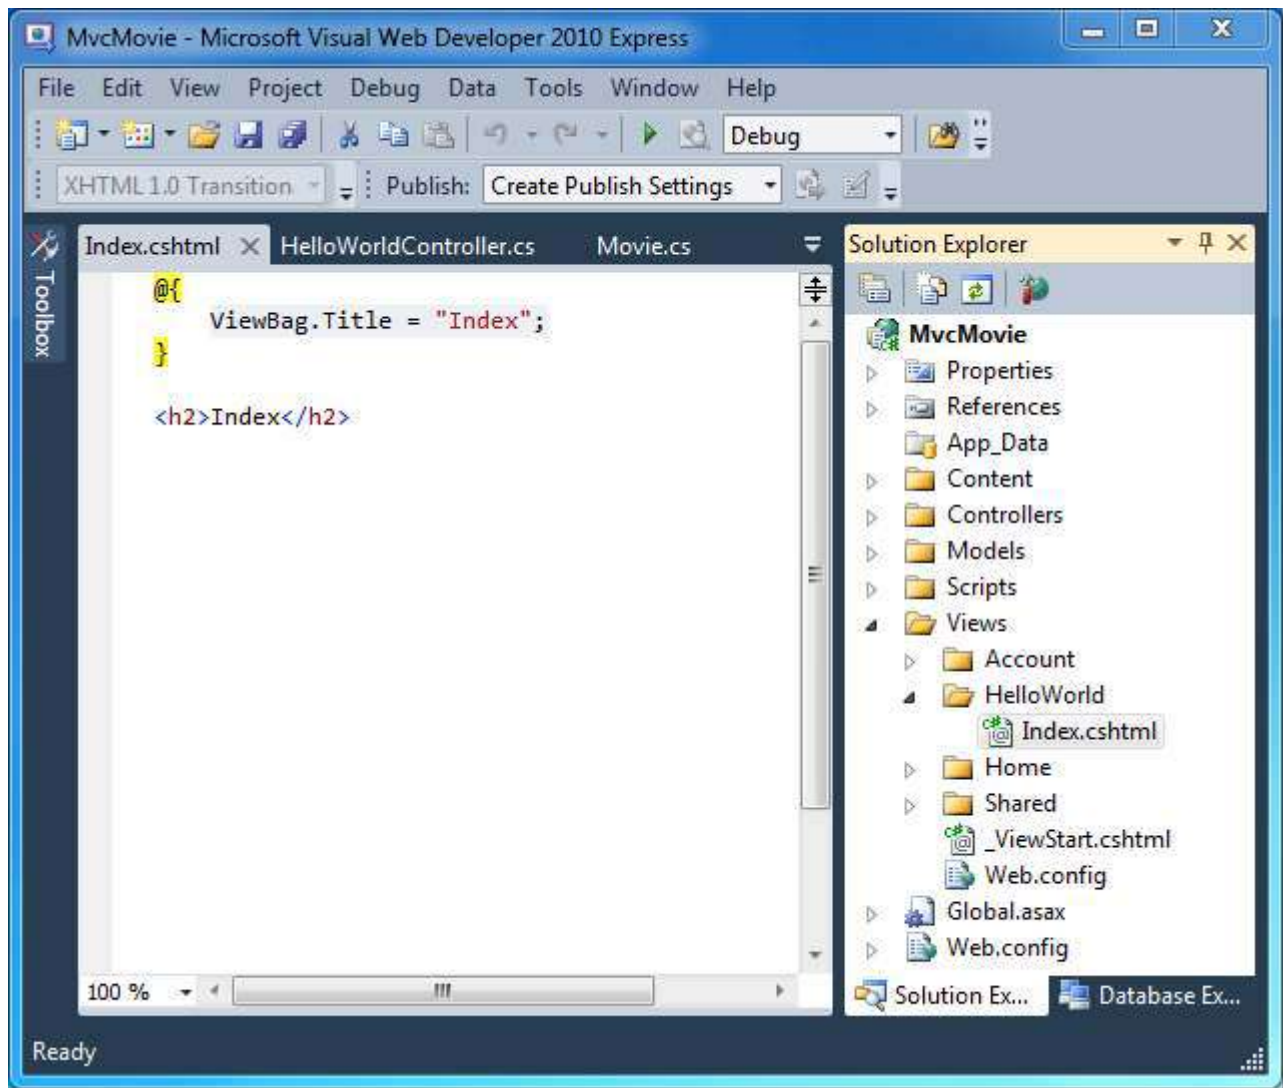 MvcMovie - Microsoft Visual Web Developer 2010 Express
File Edit View Project Debug Data Tools Window Help
Debug
XHTML 1.0 Transition Publish: Create Publish Settings
Toolbox
Index.cshtml HelloWorldController.cs Movie.cs
@{
ViewBag.Title = "Index";
}
<h2>Index</h2>
100 %
Solution Explorer
MvcMovie
Properties
References
App_Data
Content
Controllers
Models
Scripts
Views
Account
HelloWorld
Index.cshtml
Home
Shared
_ViewStart.cshtml
Web.config
Global.asax
Web.config
Solution Ex... Database Ex...
Ready